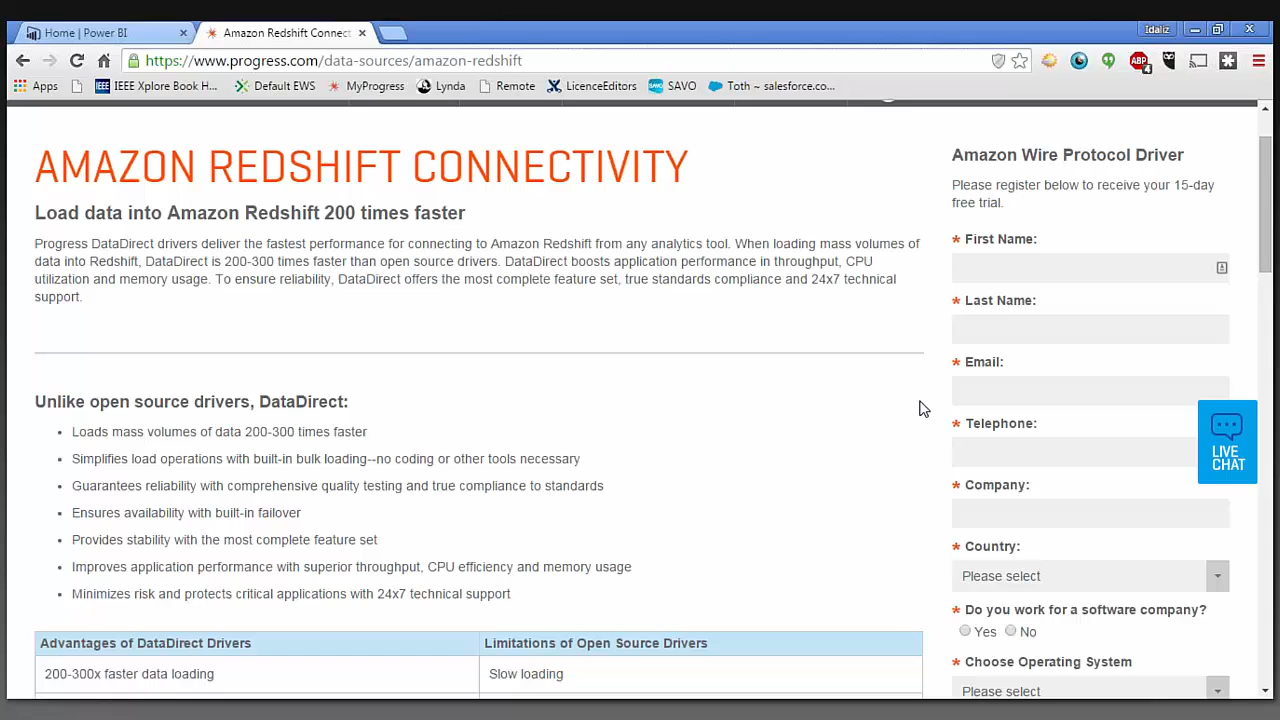 Home | Power BI
Amazon Redshift Connect
Idaliz
https://www.progress.com/data-sources/amazon-redshift
ABP
4
Apps
IEEE
IEEE Xplore Book H...
Default EWS
MyProgress
Lynda
Remote
LicenceEditors
SAVO
SAVO
Toth ~ salesforce.co...
AMAZON REDSHIFT CONNECTIVITY
Load data into Amazon Redshift 200 times faster
Progress DataDirect drivers deliver the fastest performance for connecting to Amazon Redshift from any analytics tool. When loading mass volumes of
data into Redshift, DataDirect is 200-300 times faster than open source drivers. DataDirect boosts application performance in throughput, CPU
utilization and memory usage. To ensure reliability, DataDirect offers the most complete feature set, true standards compliance and 24x7 technical
support.
Unlike open source drivers, DataDirect:
• Loads mass volumes of data 200-300 times faster
• Simplifies load operations with built-in bulk loading--no coding or other tools necessary
• Guarantees reliability with comprehensive quality testing and true compliance to standards
• Ensures availability with built-in failover
• Provides stability with the most complete feature set
• Improves application performance with superior throughput, CPU efficiency and memory usage
• Minimizes risk and protects critical applications with 24x7 technical support
Advantages of DataDirect Drivers
Limitations of Open Source Drivers
200-300x faster data loading
Slow loading
Amazon Wire Protocol Driver
Please register below to receive your 15-day
free trial.
* First Name:
* Last Name:
* Email:
* Telephone:
LIVE
CHAT
* Company:
* Country:
Please select
* Do you work for a software company?
Yes
No
* Choose Operating System
Please select